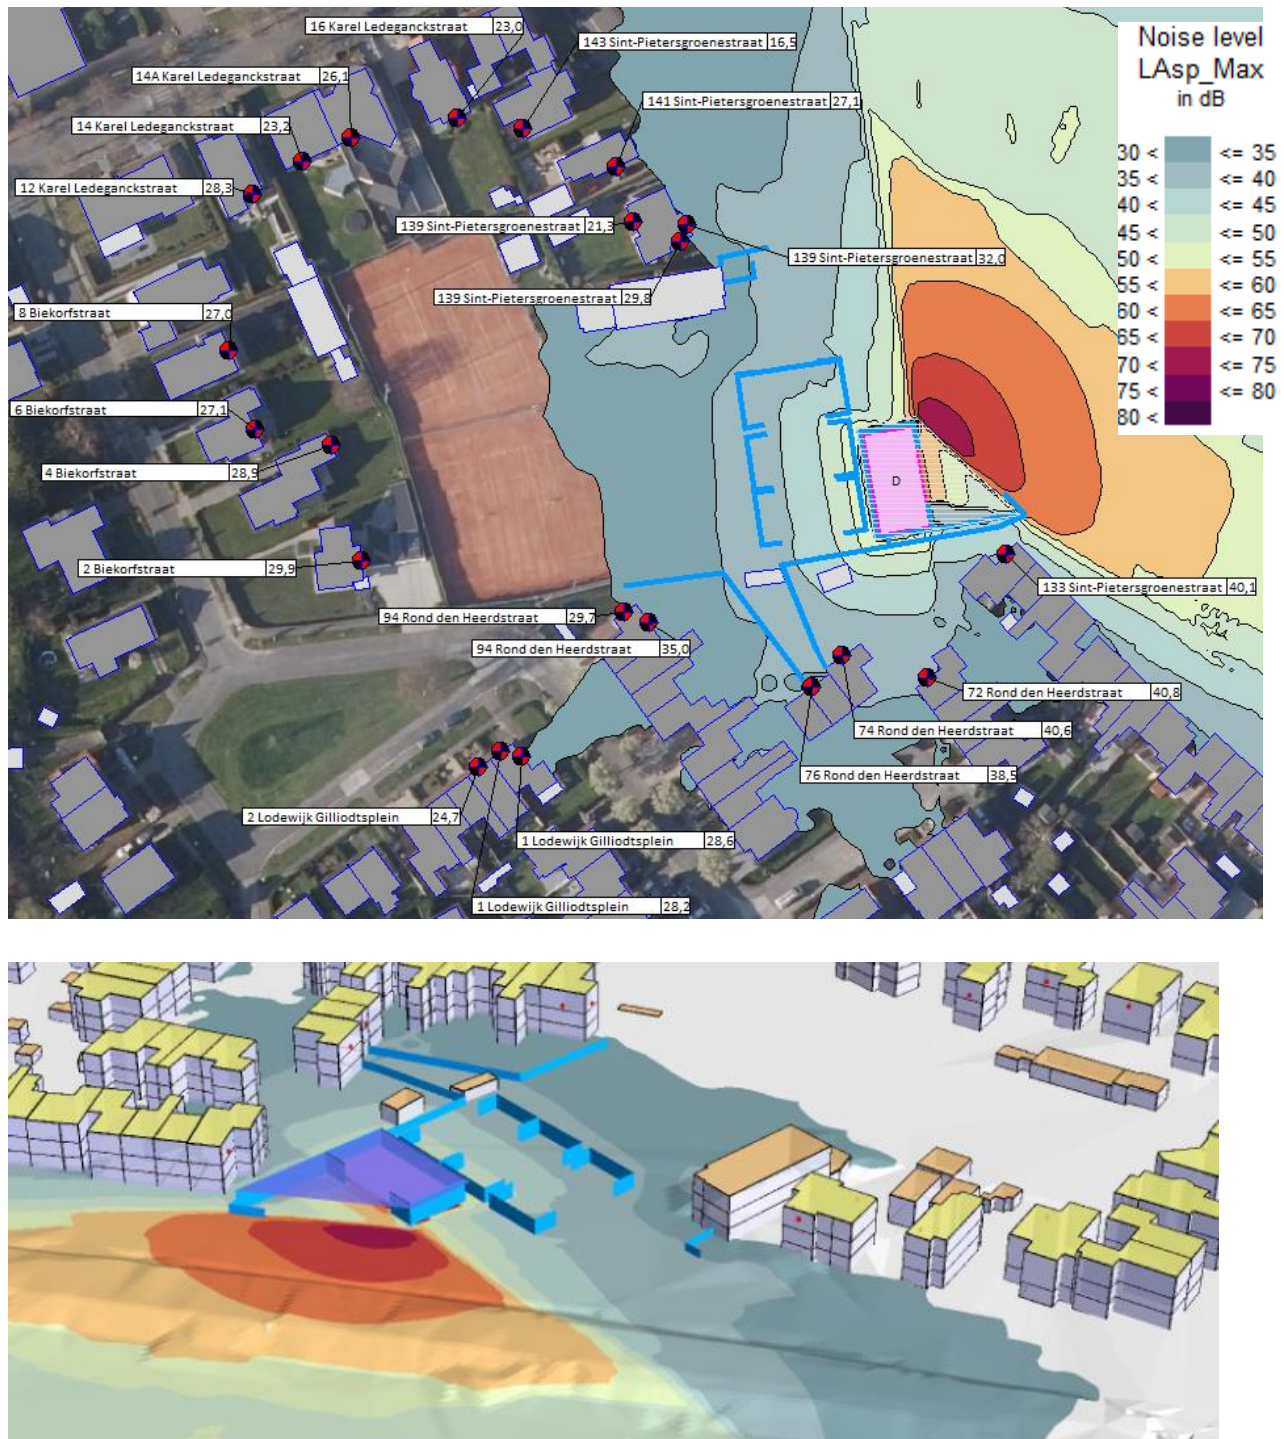 16 Karel Ledeganckstraat 23,0
143 Sint-Pietersgroenestraat 16,5
Noise level
LAsp_Max
in dB
14A Karel Ledeganckstraat 26,1
141 Sint-Pietersgroenestraat 27,1
14 Karel Ledeganckstraat 23,2
30 < <= 35
35 < <= 40
12 Karel Ledeganckstraat 28,3
40 < <= 45
45 < <= 50
139 Sint-Pietersgroenestraat 21,3
50 < <= 55
139 Sint-Pietersgroenestraat 32,0
55 < <= 60
139 Sint-Pietersgroenestraat 29,8
60 < <= 65
8 Biekorfstraat 27,0
65 < <= 70
70 < <= 75
75 < <= 80
80 <
6 Biekorfstraat 27,1
4 Biekorfstraat 28,9
D
2 Biekorfstraat 29,9
133 Sint-Pietersgroenestraat 40,1
94 Rond den Heerdstraat 29,7
94 Rond den Heerdstraat 35,0
72 Rond den Heerdstraat 40,8
74 Rond den Heerdstraat 40,6
76 Rond den Heerdstraat 38,5
2 Lodewijk Gilliodtsplein 24,7
1 Lodewijk Gilliodtsplein 28,6
1 Lodewijk Gilliodtsplein 28,2